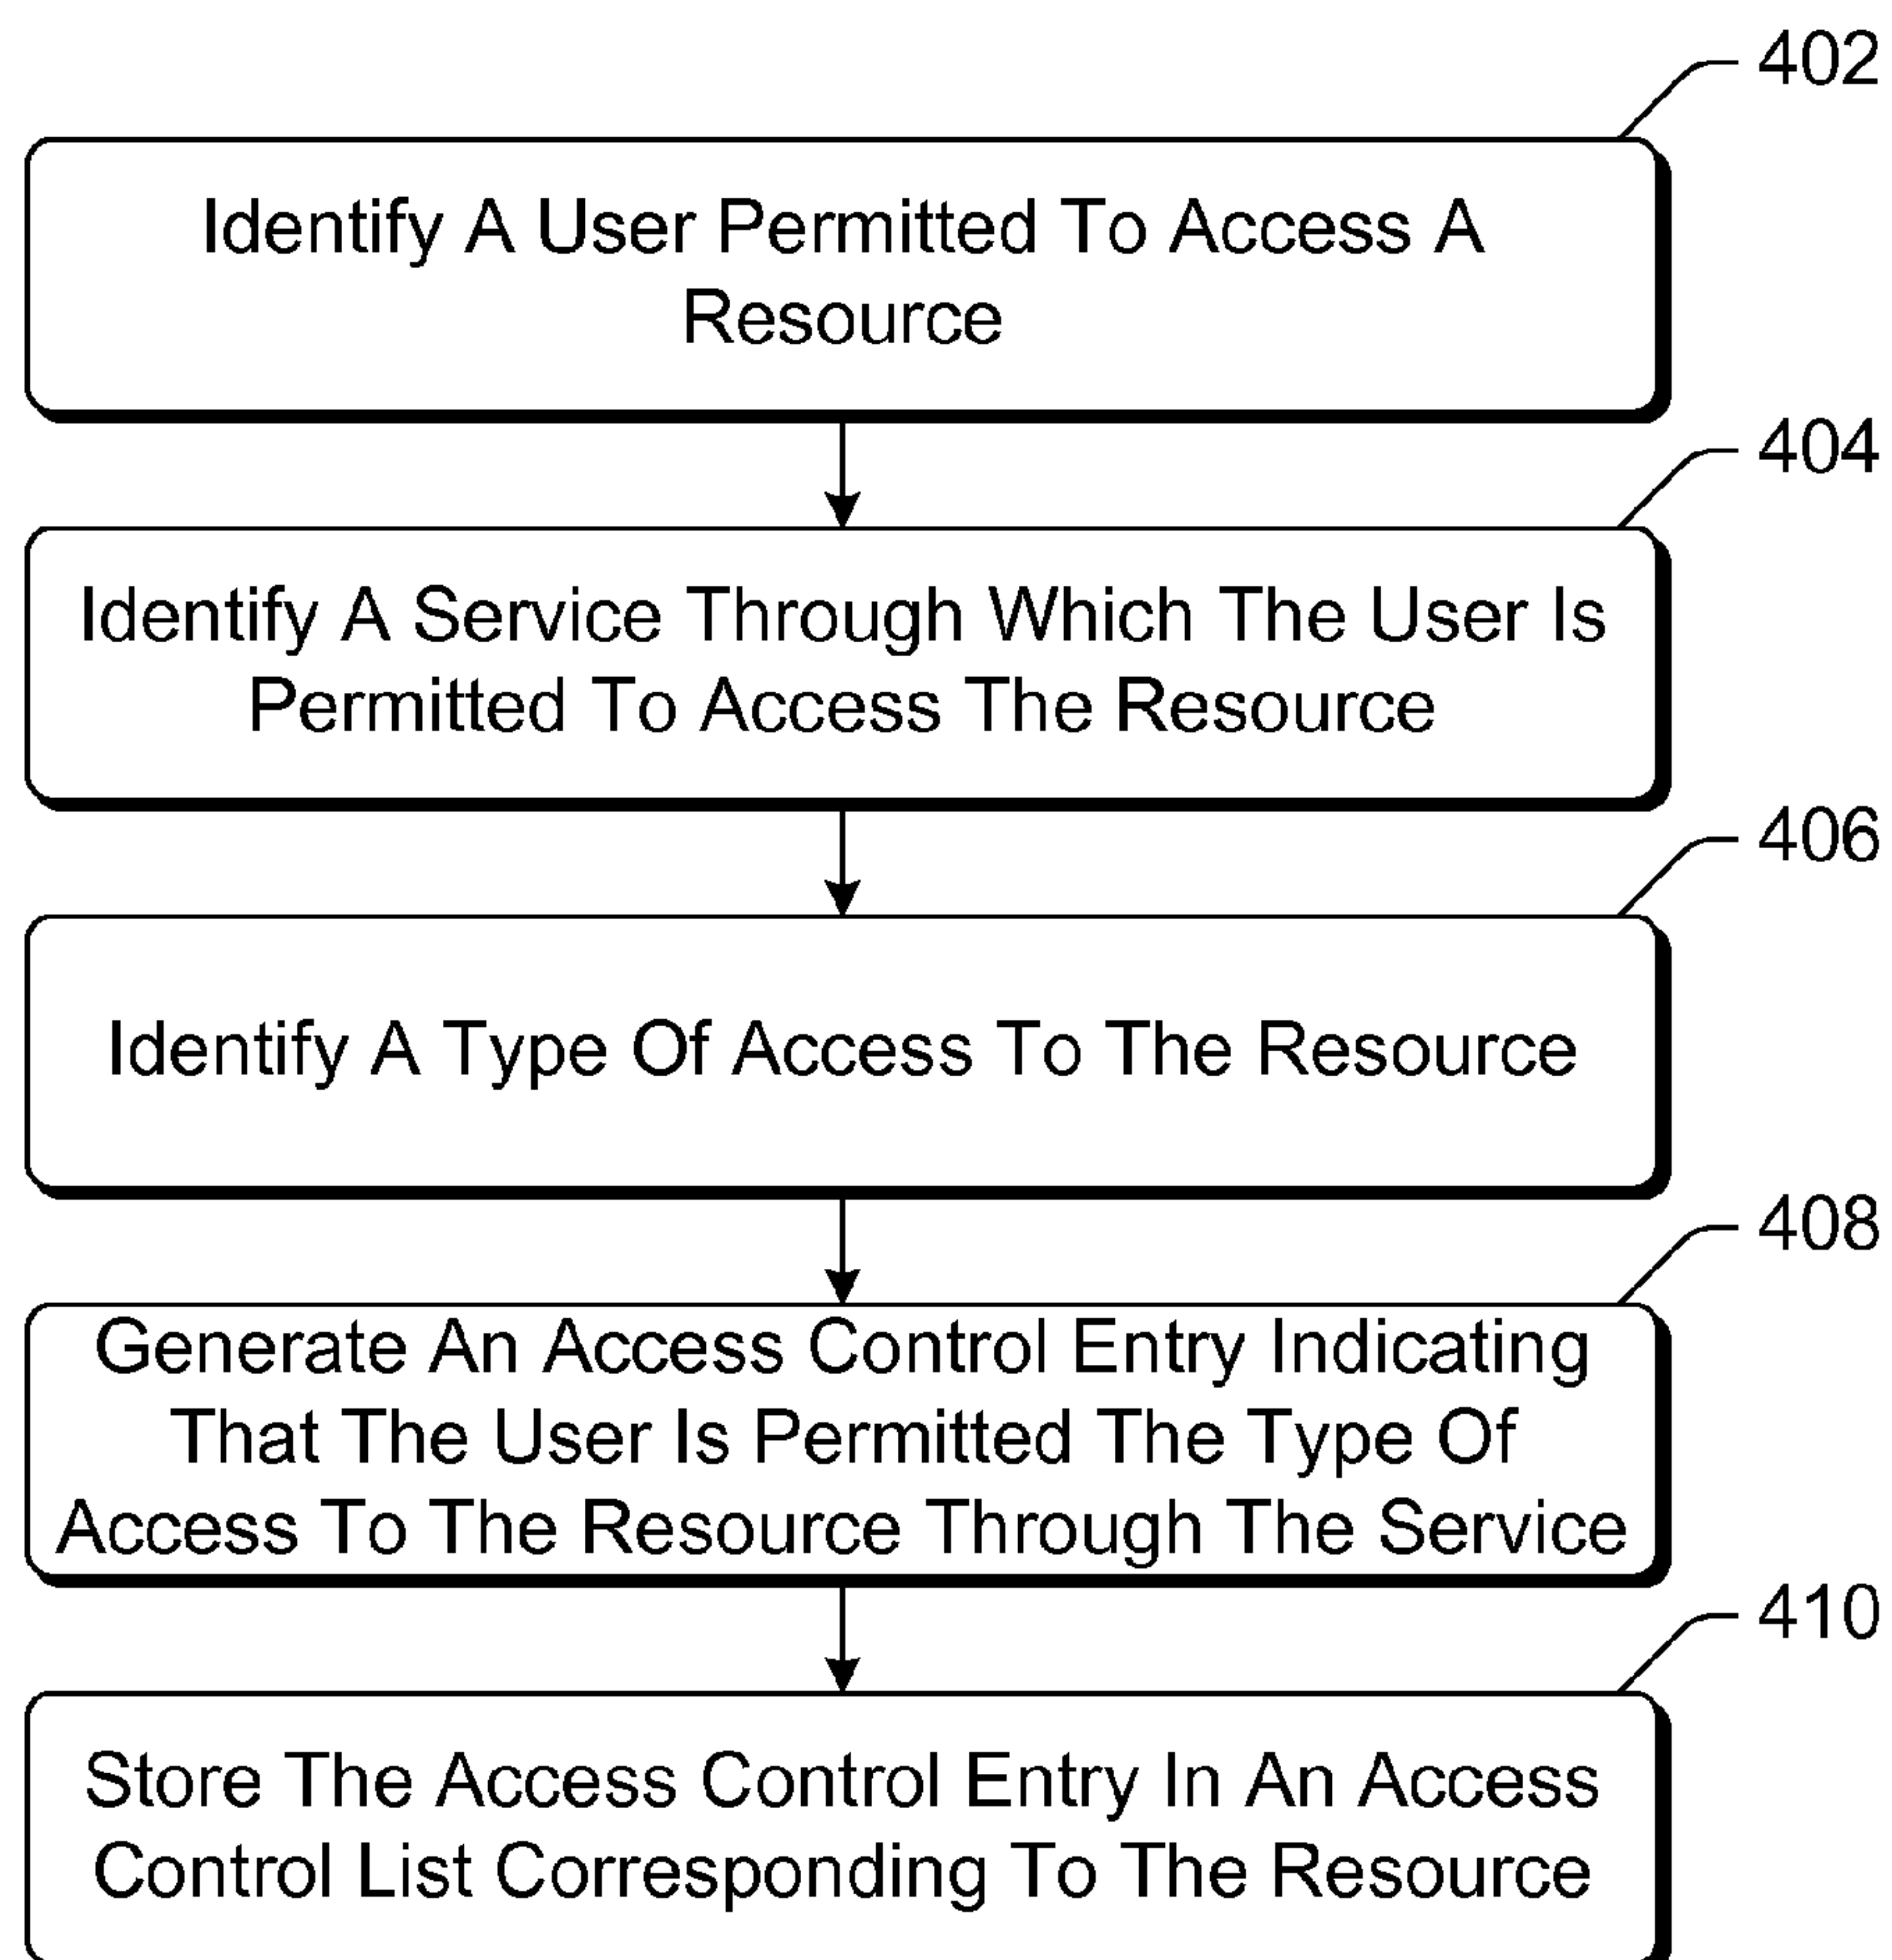 402
Identify A User Permitted To Access A
Resource
404
Identify A Service Through Which The User Is
Permitted To Access The Resource
406
Identify A Type Of Access To The Resource
408
Generate An Access Control Entry Indicating
That The User Is Permitted The Type Of
Access To The Resource Through The Service
410
Store The Access Control Entry In An Access
Control List Corresponding To The Resource